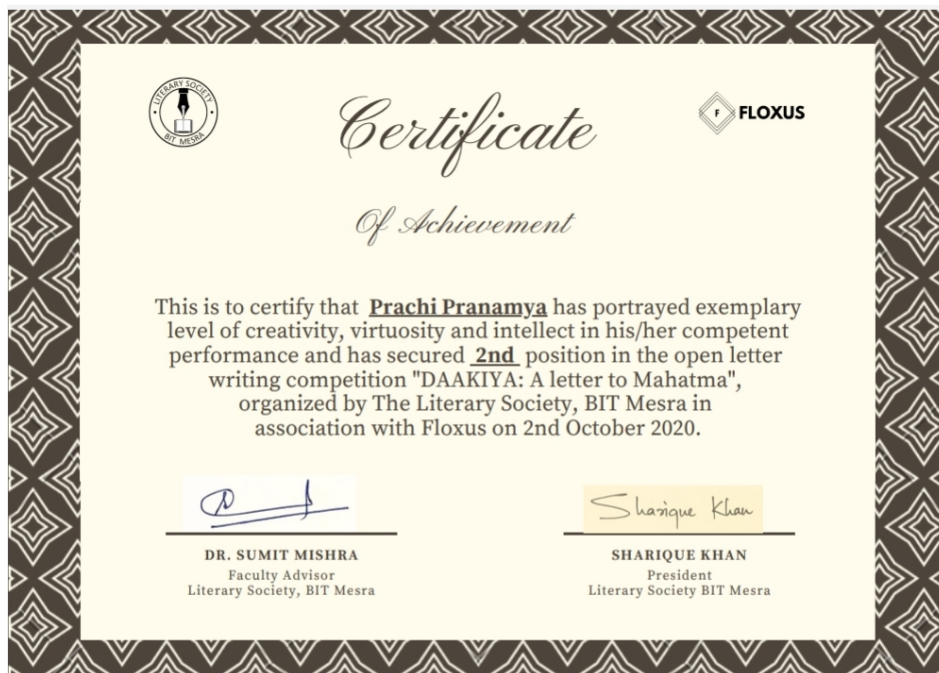 LITERARY SOCIETY
BIT MESRA
Certificate
F FLOXUS
Of Achievement
This is to certify that Prachi Pranamya has portrayed exemplary
level of creativity, virtuosity and intellect in his/her competent
performance and has secured 2nd position in the open letter
writing competition "DAAKIYA: A letter to Mahatma",
organized by The Literary Society, BIT Mesra in
association with Floxus on 2nd October 2020.
Sharique Khan
DR. SUMIT MISHRA
Faculty Advisor
Literary Society, BIT Mesra
SHARIQUE KHAN
President
Literary Society BIT Mesra